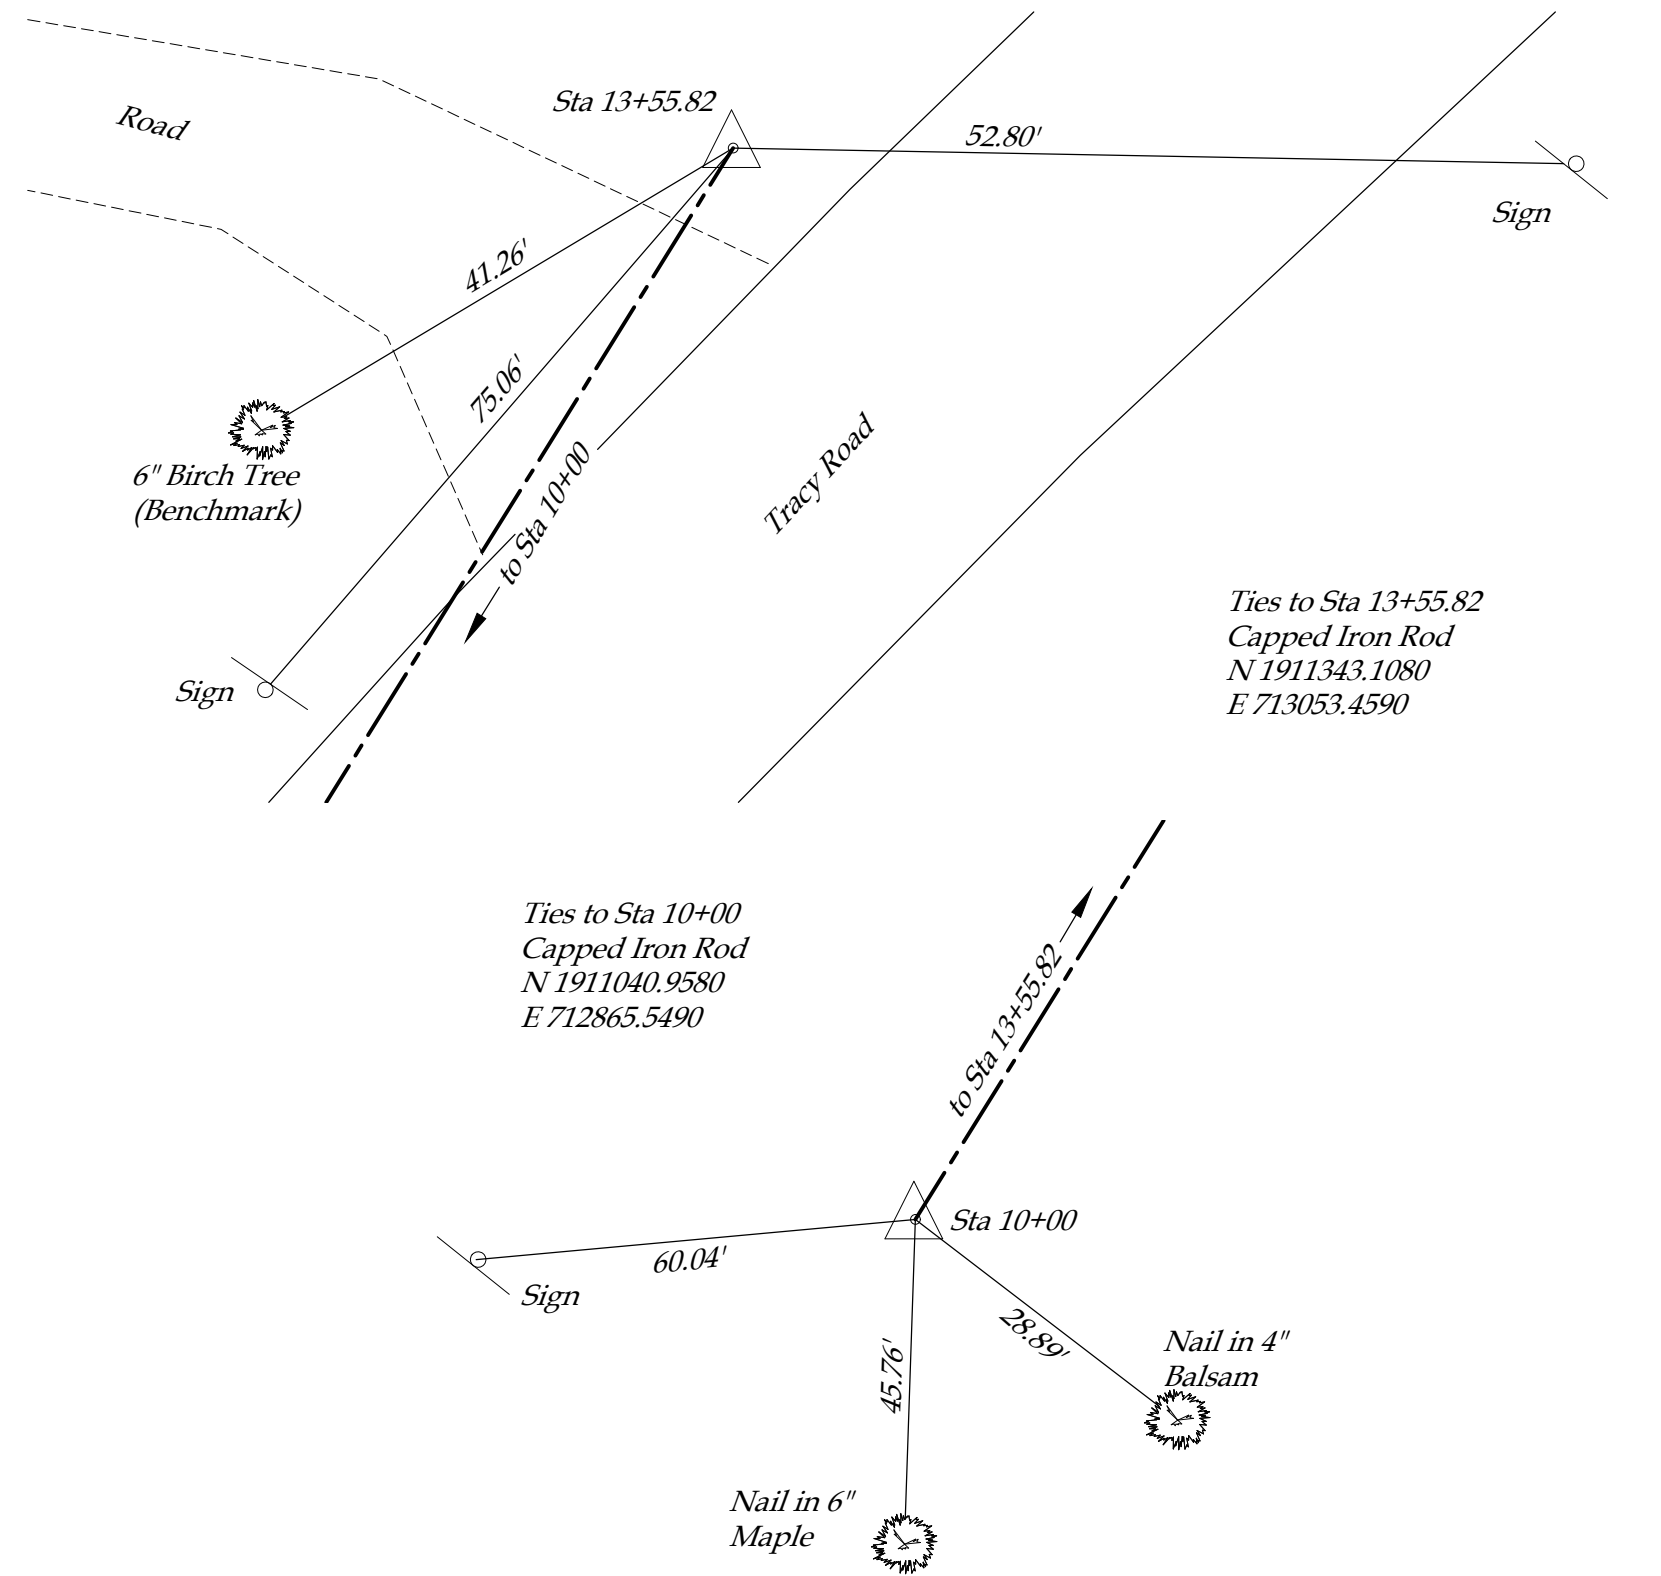 Road
Sta 13+55.82
52.80'
Sign
41.26'
75.06'
6" Birch Tree
(Benchmark)
to Sta 10+00
Tracy Road
Sign
Ties to Sta 13+55.82
Capped Iron Rod
N 1911343.1080
E 713053.4590
Ties to Sta 10+00
Capped Iron Rod
N 1911040.9580
E 712865.5490
to Sta 13+55.82
Sta 10+00
60.04'
Sign
45.76'
28.89'
Nail in 4"
Balsam
Nail in 6"
Maple